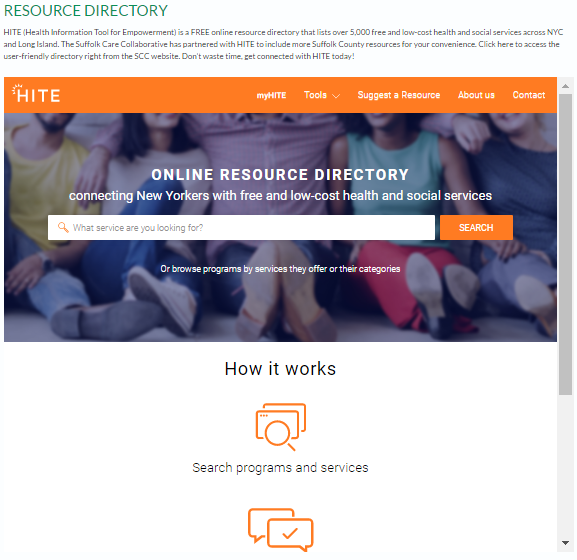 RESOURCE DIRECTORY
HITE (Health Information Tool for Empowerment) is a FREE online resource directory that lists over 5,000 free and low-cost health and social services across NYC
and Long Island. The Suffolk Care Collaborative has partnered with HITE to include more Suffolk County resources for your convenience. Click here to access the
user-friendly directory right from the SCC website. Don't waste time, get connected with HITE today!
HITE
myHITE Tools Suggest a Resource About us Contact
ONLINE RESOURCE DIRECTORY
connecting New Yorkers with free and low-cost health and social services
What service are you looking for? SEARCH
Or browse programs by services they offer or their categories
How it works
Search programs and services